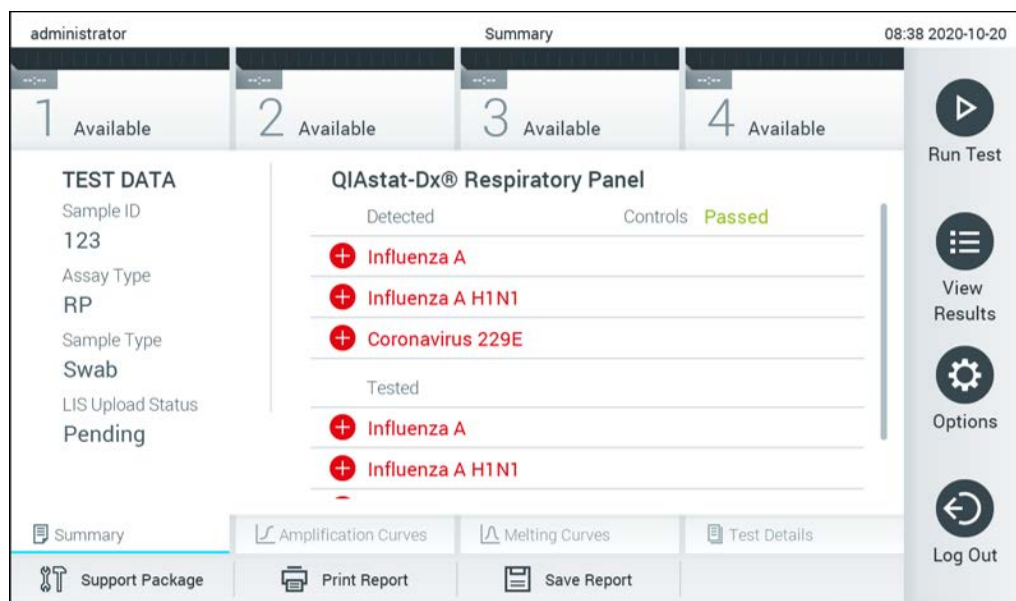 administrator
Summary
08:38 2020-10-20
--:--
--:--
--:--
--:--
1 Available
2 Available
3 Available
4 Available
Run Test
TEST DATA
Sample ID
123
Assay Type
RP
Sample Type
Swab
LIS Upload Status
Pending
QIAstat-Dx® Respiratory Panel
Detected
Controls Passed
Influenza A
Influenza A H1N1
Coronavirus 229E
Tested
Influenza A
Influenza A H1N1
View
Results
Options
Log Out
Summary
Amplification Curves
Melting Curves
Test Details
Support Package
Print Report
Save Report